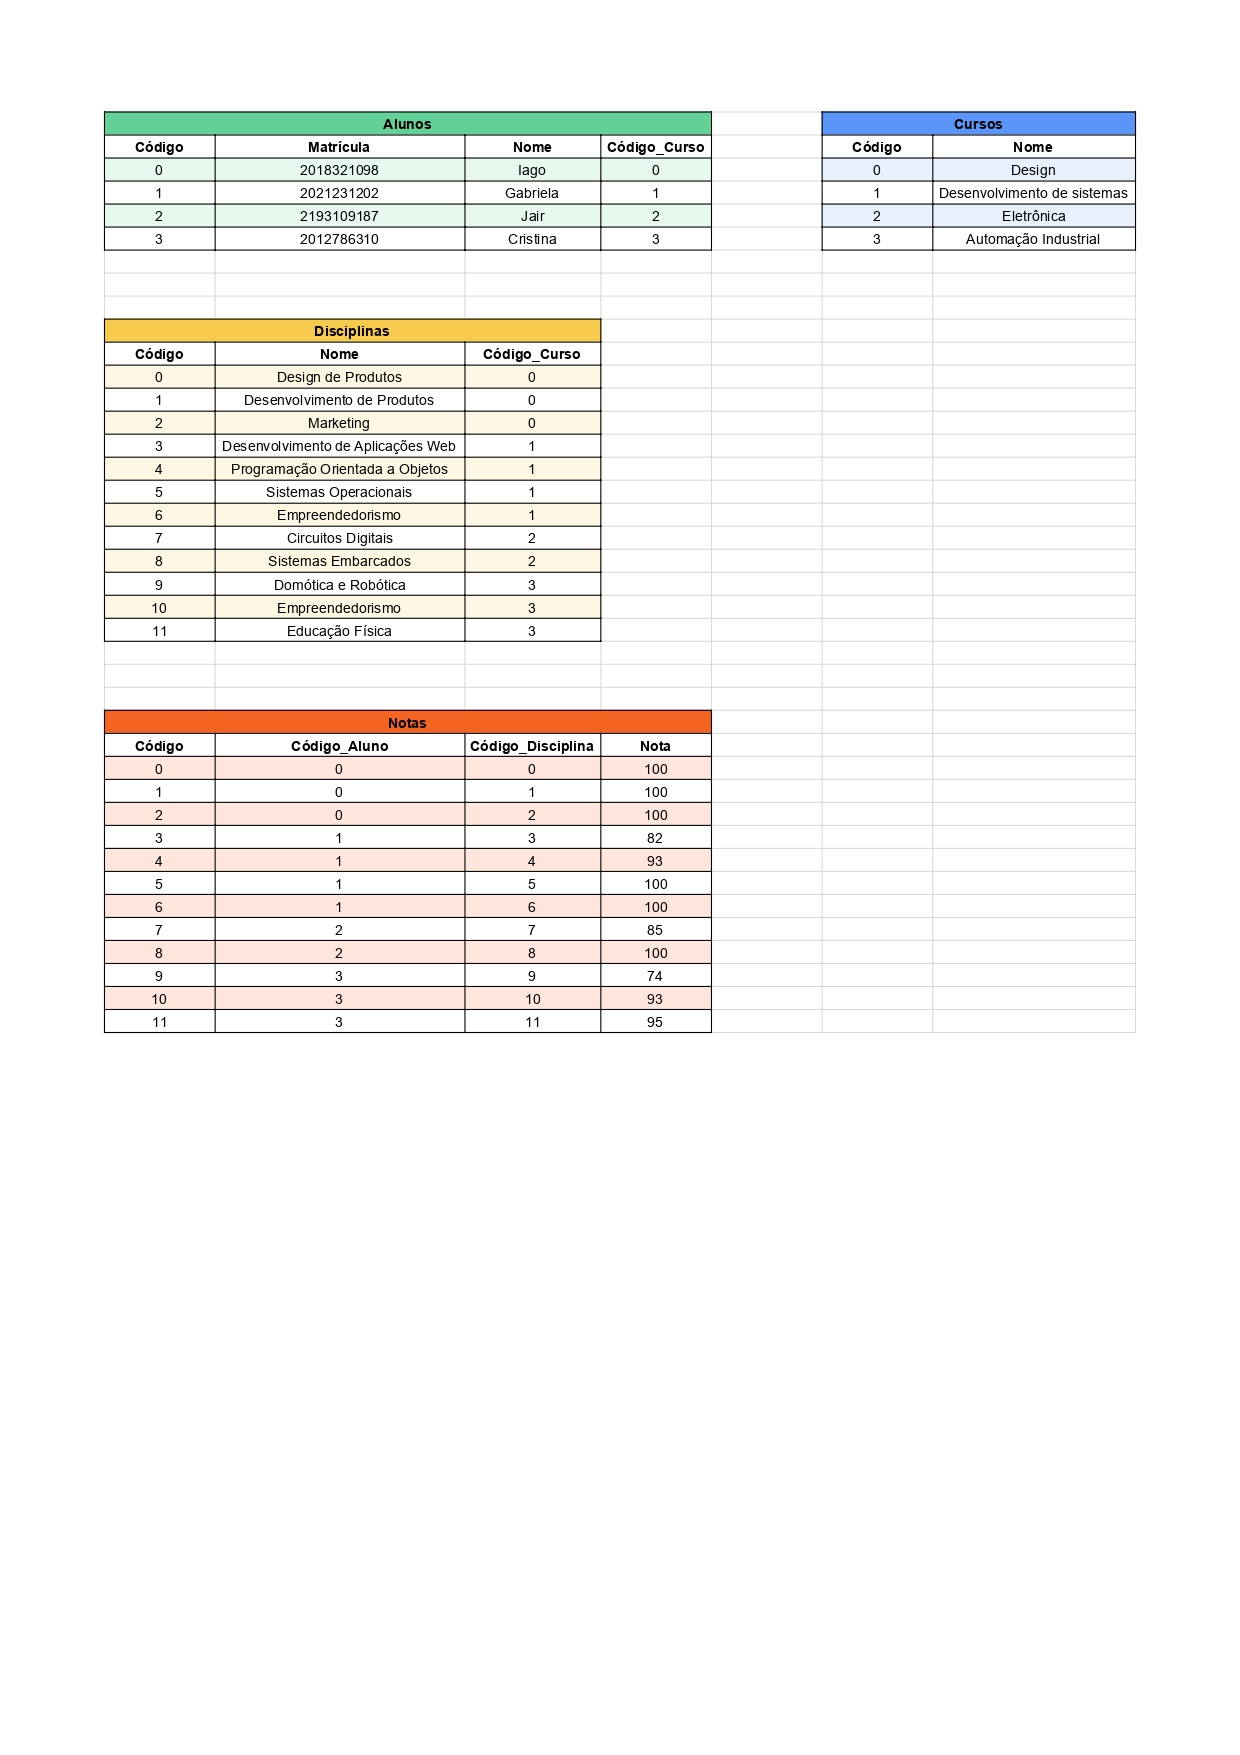 Alunos
Código Matrícula Nome Código_Curso
0 2018321098 Iago 0
1 2021231202 Gabriela 1
2 2193109187 Jair 2
3 2012786310 Cristina 3
Cursos
Código Nome
0 Design
1 Desenvolvimento de sistemas
2 Eletrônica
3 Automação Industrial
Disciplinas
Código Nome Código_Curso
0 Design de Produtos 0
1 Desenvolvimento de Produtos 0
2 Marketing 0
3 Desenvolvimento de Aplicações Web 1
4 Programação Orientada a Objetos 1
5 Sistemas Operacionais 1
6 Empreendedorismo 1
7 Circuitos Digitais 2
8 Sistemas Embarcados 2
9 Domótica e Robótica 3
10 Empreendedorismo 3
11 Educação Física 3
Notas
Código Código_Aluno Código_Disciplina Nota
0 0 0 100
1 0 1 100
2 0 2 100
3 1 3 82
4 1 4 93
5 1 5 100
6 1 6 100
7 2 7 85
8 2 8 100
9 3 9 74
10 3 10 93
11 3 11 95